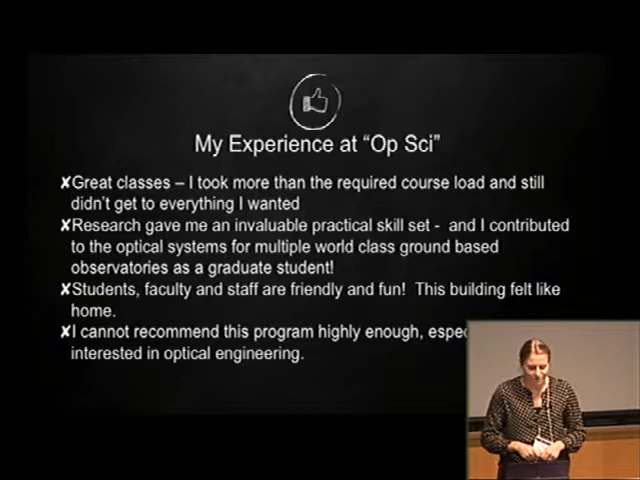 My Experience at “Op Sci”
✘Great classes – I took more than the required course load and still
didn’t get to everything I wanted
✘Research gave me an invaluable practical skill set - and I contributed
to the optical systems for multiple world class ground based
observatories as a graduate student!
✘Students, faculty and staff are friendly and fun! This building felt like
home.
✘I cannot recommend this program highly enough,
interested in optical engineering.